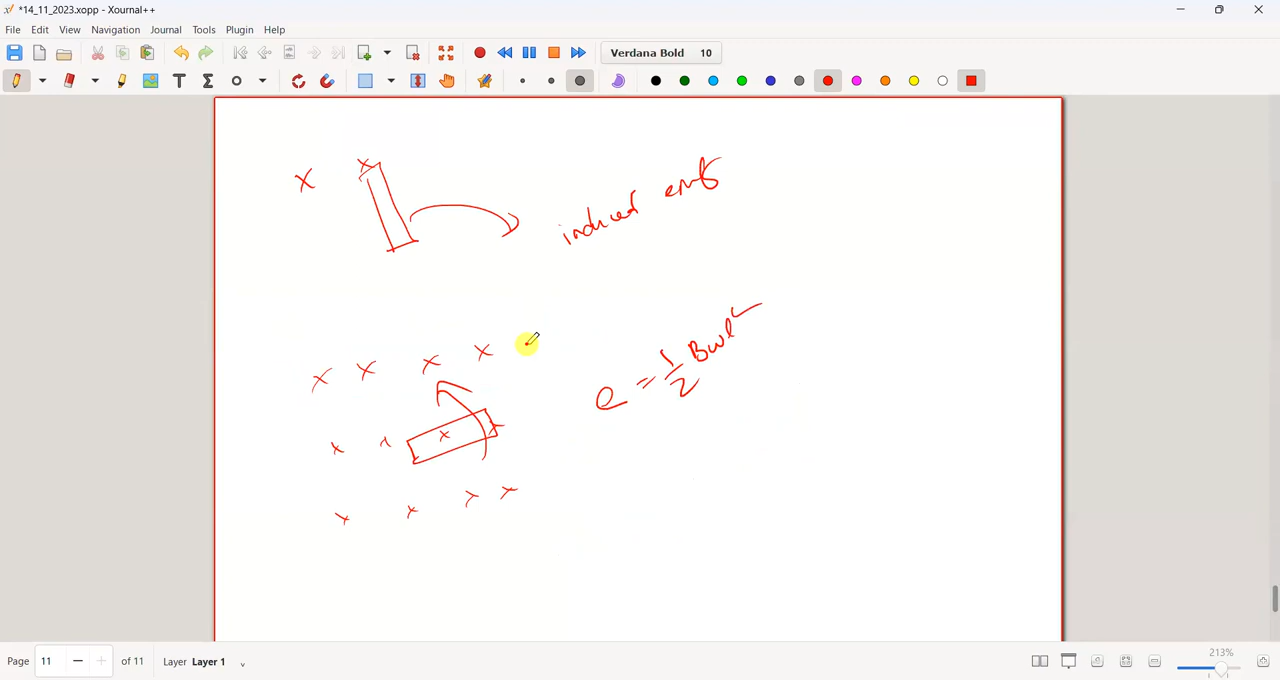 *14_11_2023.xopp - Xournal++
File Edit View Navigation Journal Tools Plugin Help
Verdana Bold 10
x x
induced emf
x x x x
e = 1/2 Bwl²
x x x x
x x x x
Page 11 of 11 Layer Layer 1 213%